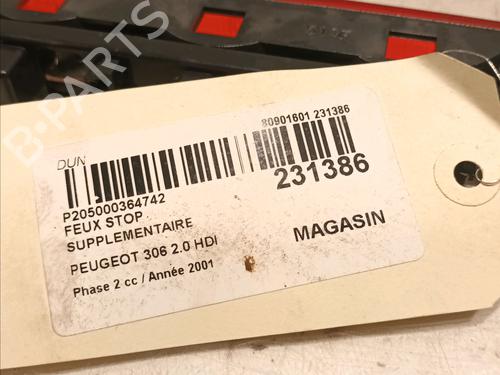 B-PARTS
DUN
80901601 231386
P205000364742
231386
FEUX STOP
SUPPLEMENTAIRE
MAGASIN
PEUGEOT 306 2.0 HDI
Phase 2 cc / Année 2001